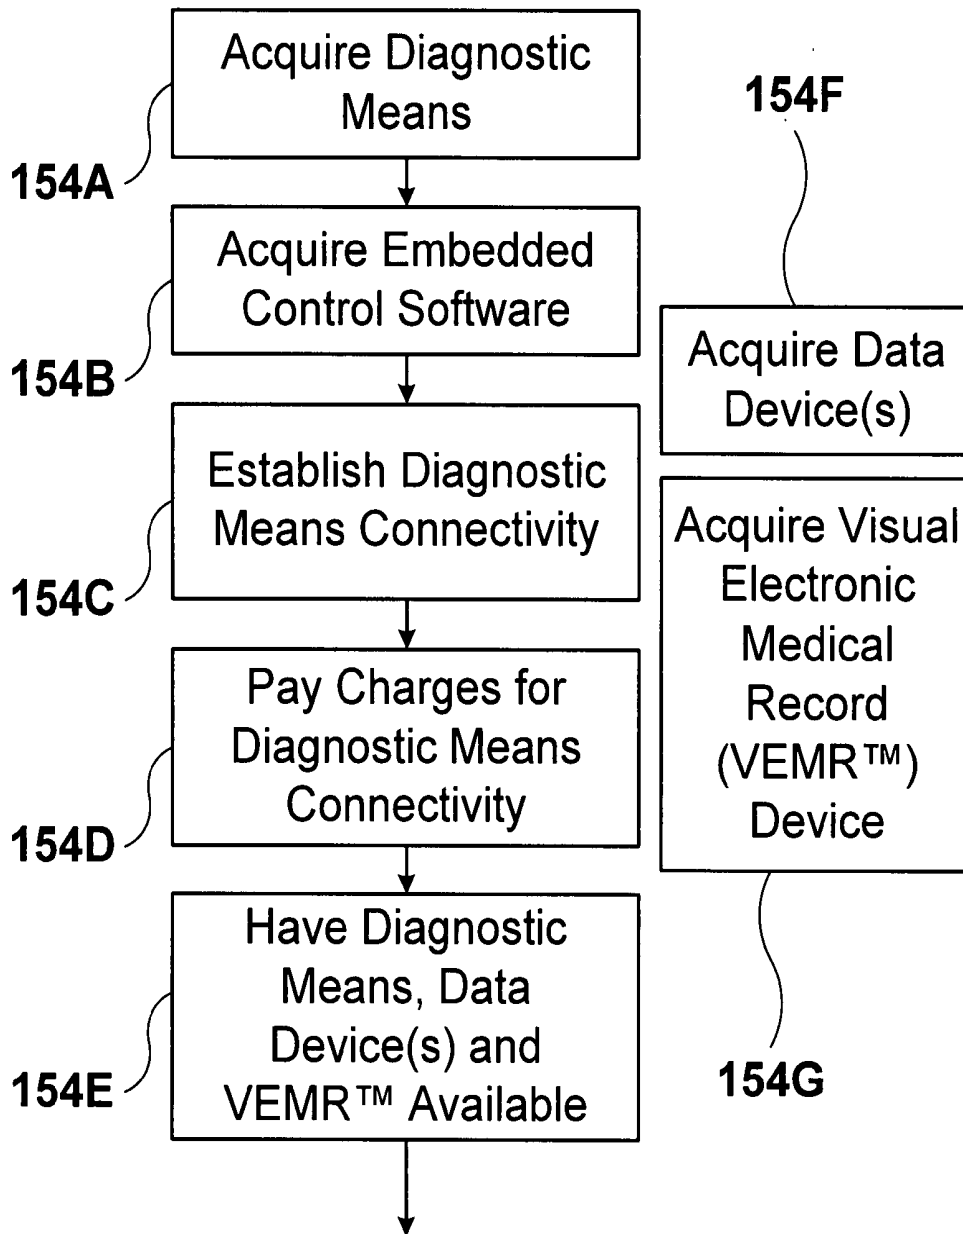 Acquire Diagnostic
Means
154A
Acquire Embedded
Control Software
154B
Establish Diagnostic
Means Connectivity
154C
Pay Charges for
Diagnostic Means
Connectivity
154D
Have Diagnostic
Means, Data
Device(s) and
VEMR™ Available
154E
154F
Acquire Data
Device(s)
Acquire Visual
Electronic
Medical
Record
(VEMR™)
Device
154G